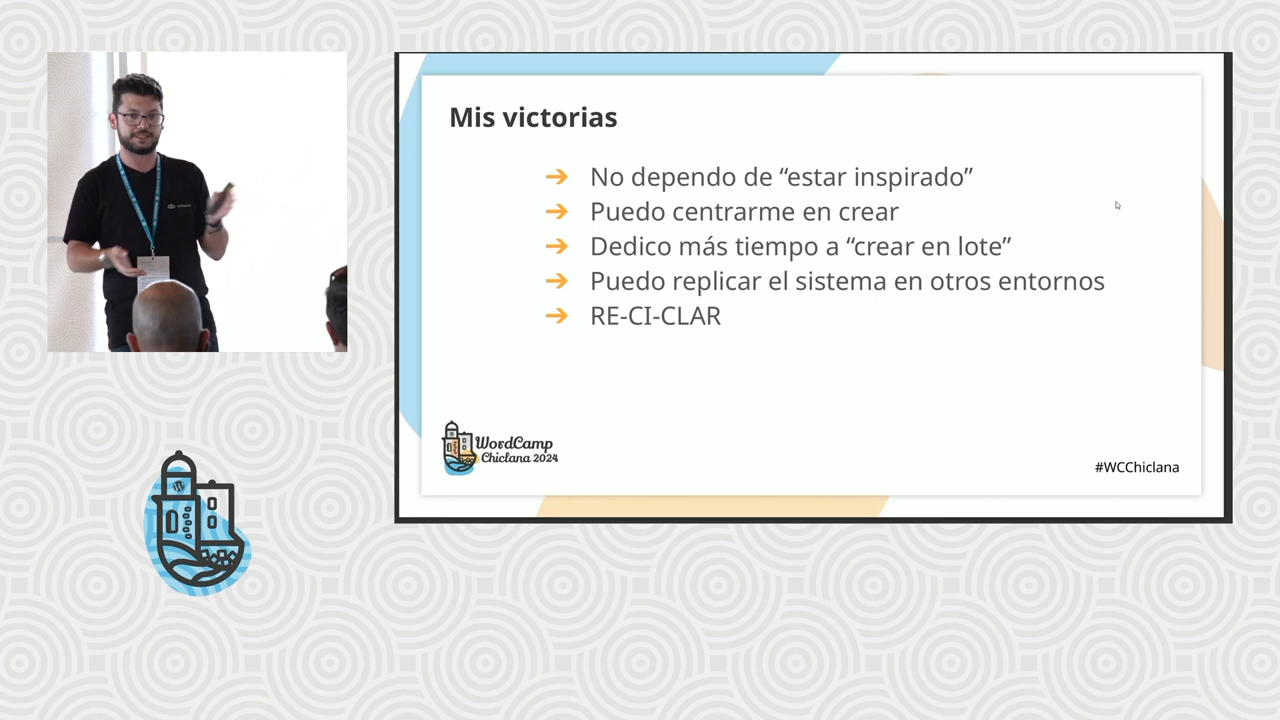 Mis victorias
➔ No dependo de “estar inspirado”
➔ Puedo centrarme en crear
➔ Dedico más tiempo a “crear en lote”
➔ Puedo replicar el sistema en otros entornos
➔ RE-CI-CLAR
WordCamp
Chiclana 2024
#WCChiclana